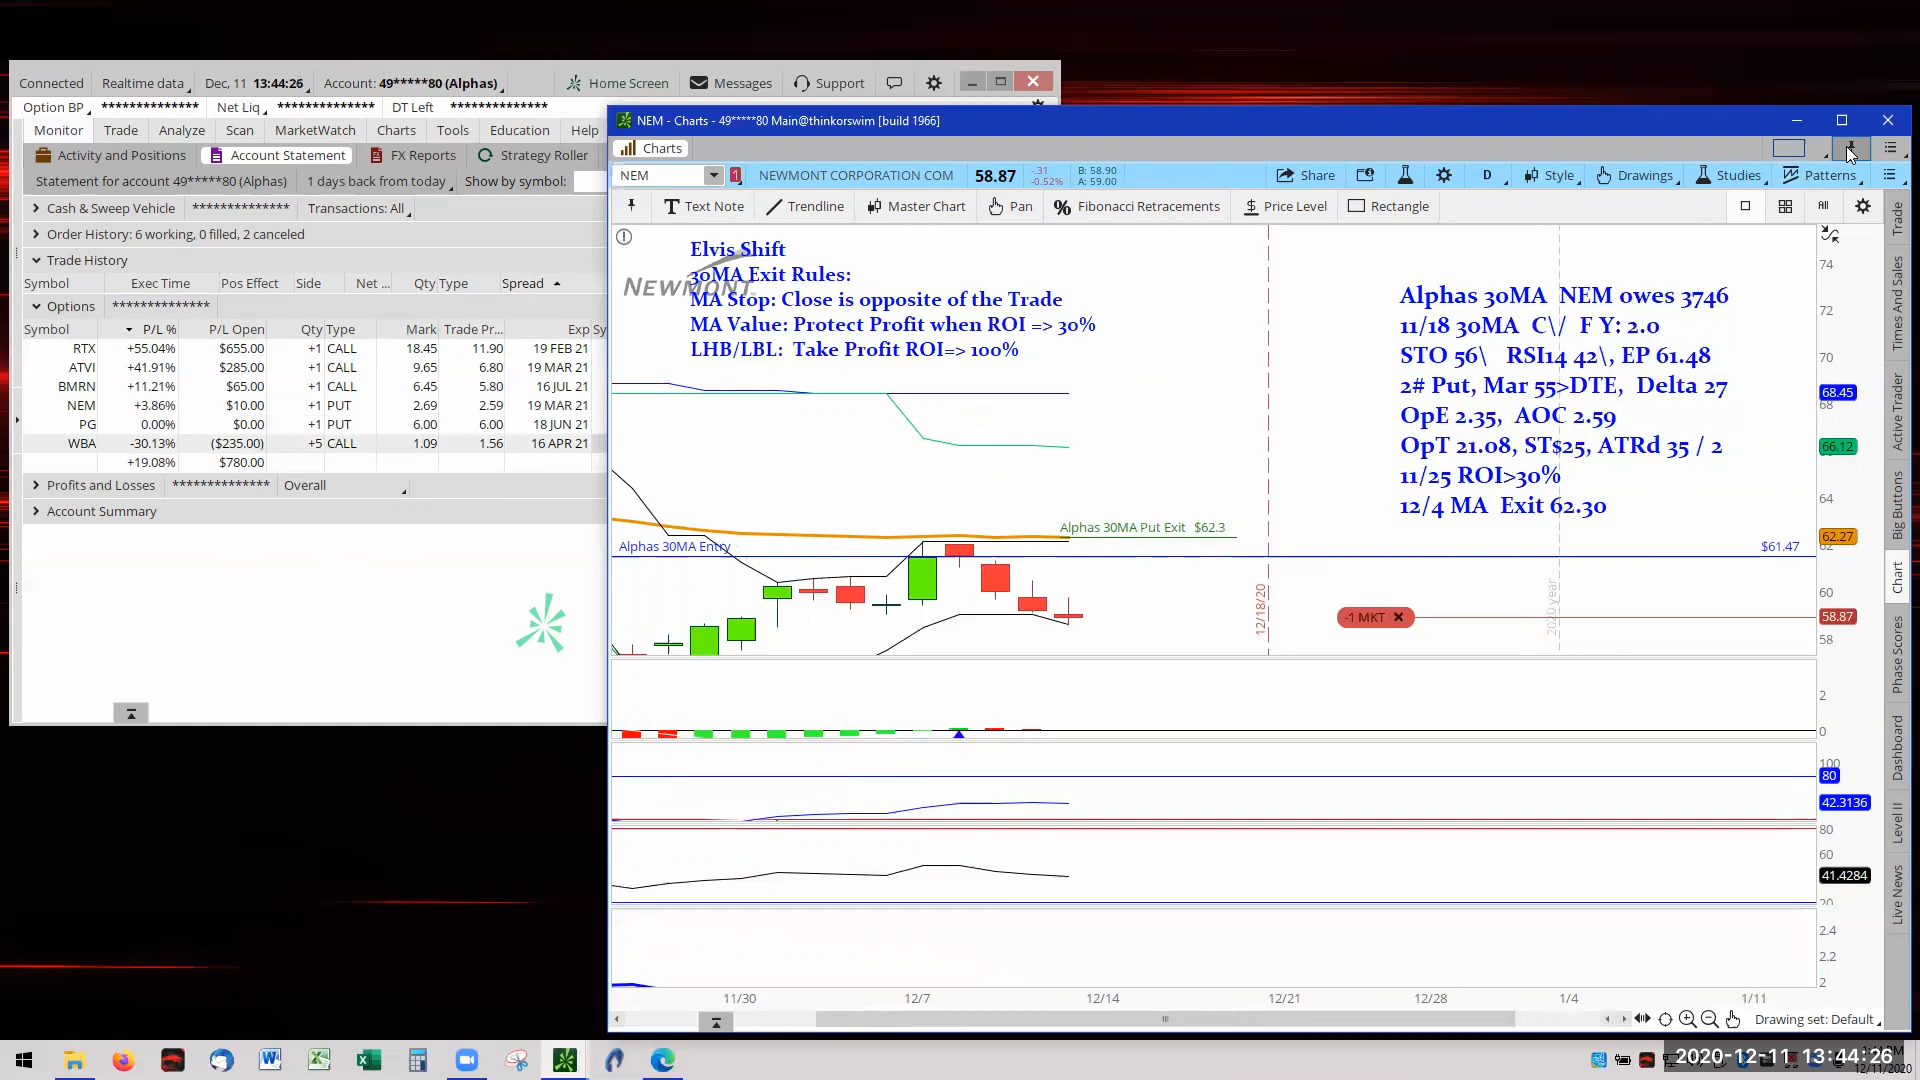 Connected Realtime data Dec, 11 13:44:26 Account: 49*****80 (Alphas) Home Screen Messages Support
Option BP ************** Net Liq ************** DT Left **************
Monitor Trade Analyze Scan MarketWatch Charts Tools Education Help
Activity and Positions Account Statement FX Reports Strategy Roller
Statement for account 49*****80 (Alphas) 1 days back from today Show by symbol:
Cash & Sweep Vehicle ************** Transactions: All
Order History: 6 working, 0 filled, 2 canceled
Trade History
Symbol Exec Time Pos Effect Side Net ... Qty Type Spread
Options **************
Symbol P/L % P/L Open Qty Type Mark Trade Pr... Exp Sy
RTX +55.04% $655.00 +1 CALL 18.45 11.90 19 FEB 21
ATVI +41.91% $285.00 +1 CALL 9.65 6.80 19 MAR 21
BMRN +11.21% $65.00 +1 CALL 6.45 5.80 16 JUL 21
NEM +3.86% $10.00 +1 PUT 2.69 2.59 19 MAR 21
PG 0.00% $0.00 +1 PUT 6.00 6.00 18 JUN 21
WBA -30.13% ($235.00) +5 CALL 1.09 1.56 16 APR 21
+19.08% $780.00
Profits and Losses ************** Overall
Account Summary
NEM - Charts - 49*****80 Main@thinkorswim [build 1966]
Charts
NEM 1 NEWMONT CORPORATION COM 58.87 -.31 -0.52% B: 58.90 A: 59.00 Share D Style Drawings Studies Patterns
Text Note Trendline Master Chart Pan Fibonacci Retracements Price Level Rectangle All
NEWMONT
Elvis Shift
30MA Exit Rules:
MA Stop: Close is opposite of the Trade
MA Value: Protect Profit when ROI => 30%
LHB/LBL: Take Profit ROI=> 100%
Alphas 30MA NEM owes 3746
11/18 30MA C\/ F Y: 2.0
STO 56\ RSI14 42\, EP 61.48
2# Put, Mar 55>DTE, Delta 27
OpE 2.35, AOC 2.59
OpT 21.08, ST$25, ATRd 35 / 2
11/25 ROI>30%
12/4 MA Exit 62.30
Alphas 30MA Put Exit $62.3
Alphas 30MA Entry
$61.47
-1 MKT
12/18/20
2020 year
74
72
70
68.45
68
66.12
64
62.27
62
60
58.87
58
2
0
100
80
42.3136
80
60
41.4284
20
2.4
2.2
2
11/30 12/7 12/14 12/21 12/28 1/4 1/11
Drawing set: Default
Trade
Times And Sales
Active Trader
Big Buttons
Chart
Phase Scores
Dashboard
Level II
Live News
2020-12-11 13:44:26
12/11/2020